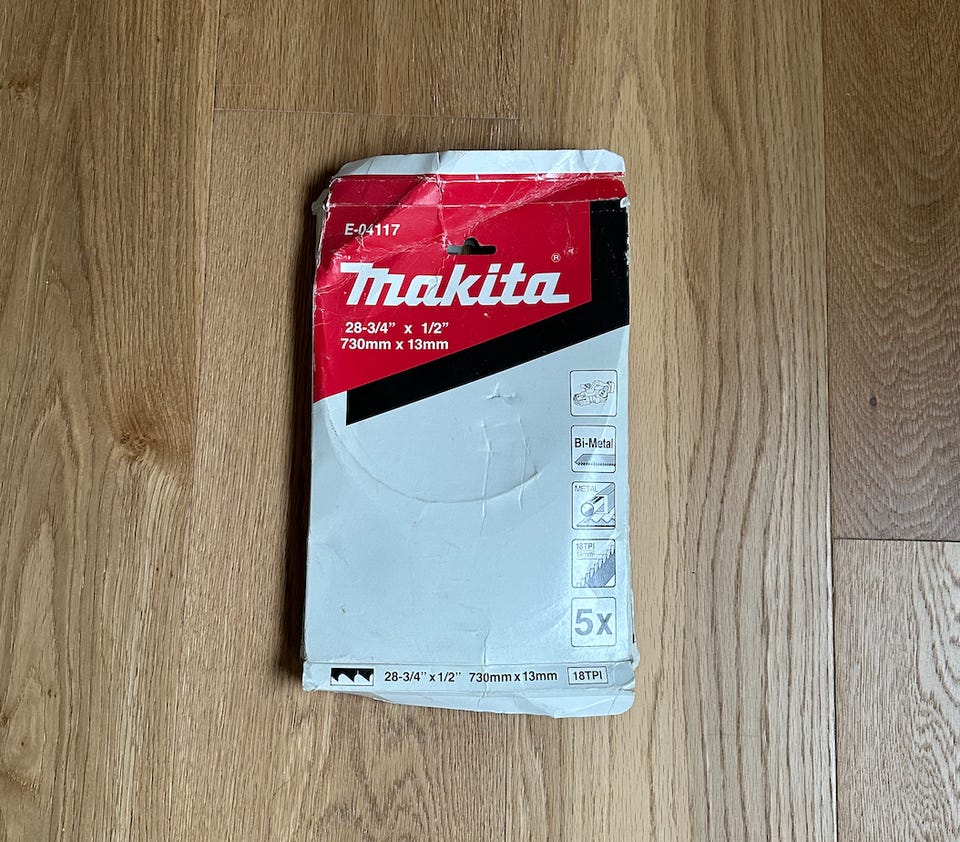 E-04117
Makita®
28-3/4” x 1/2”
730mm x 13mm
Bi-Metal
METAL
18TPI
5x
28-3/4” x 1/2” 730mm x 13mm 18TPI